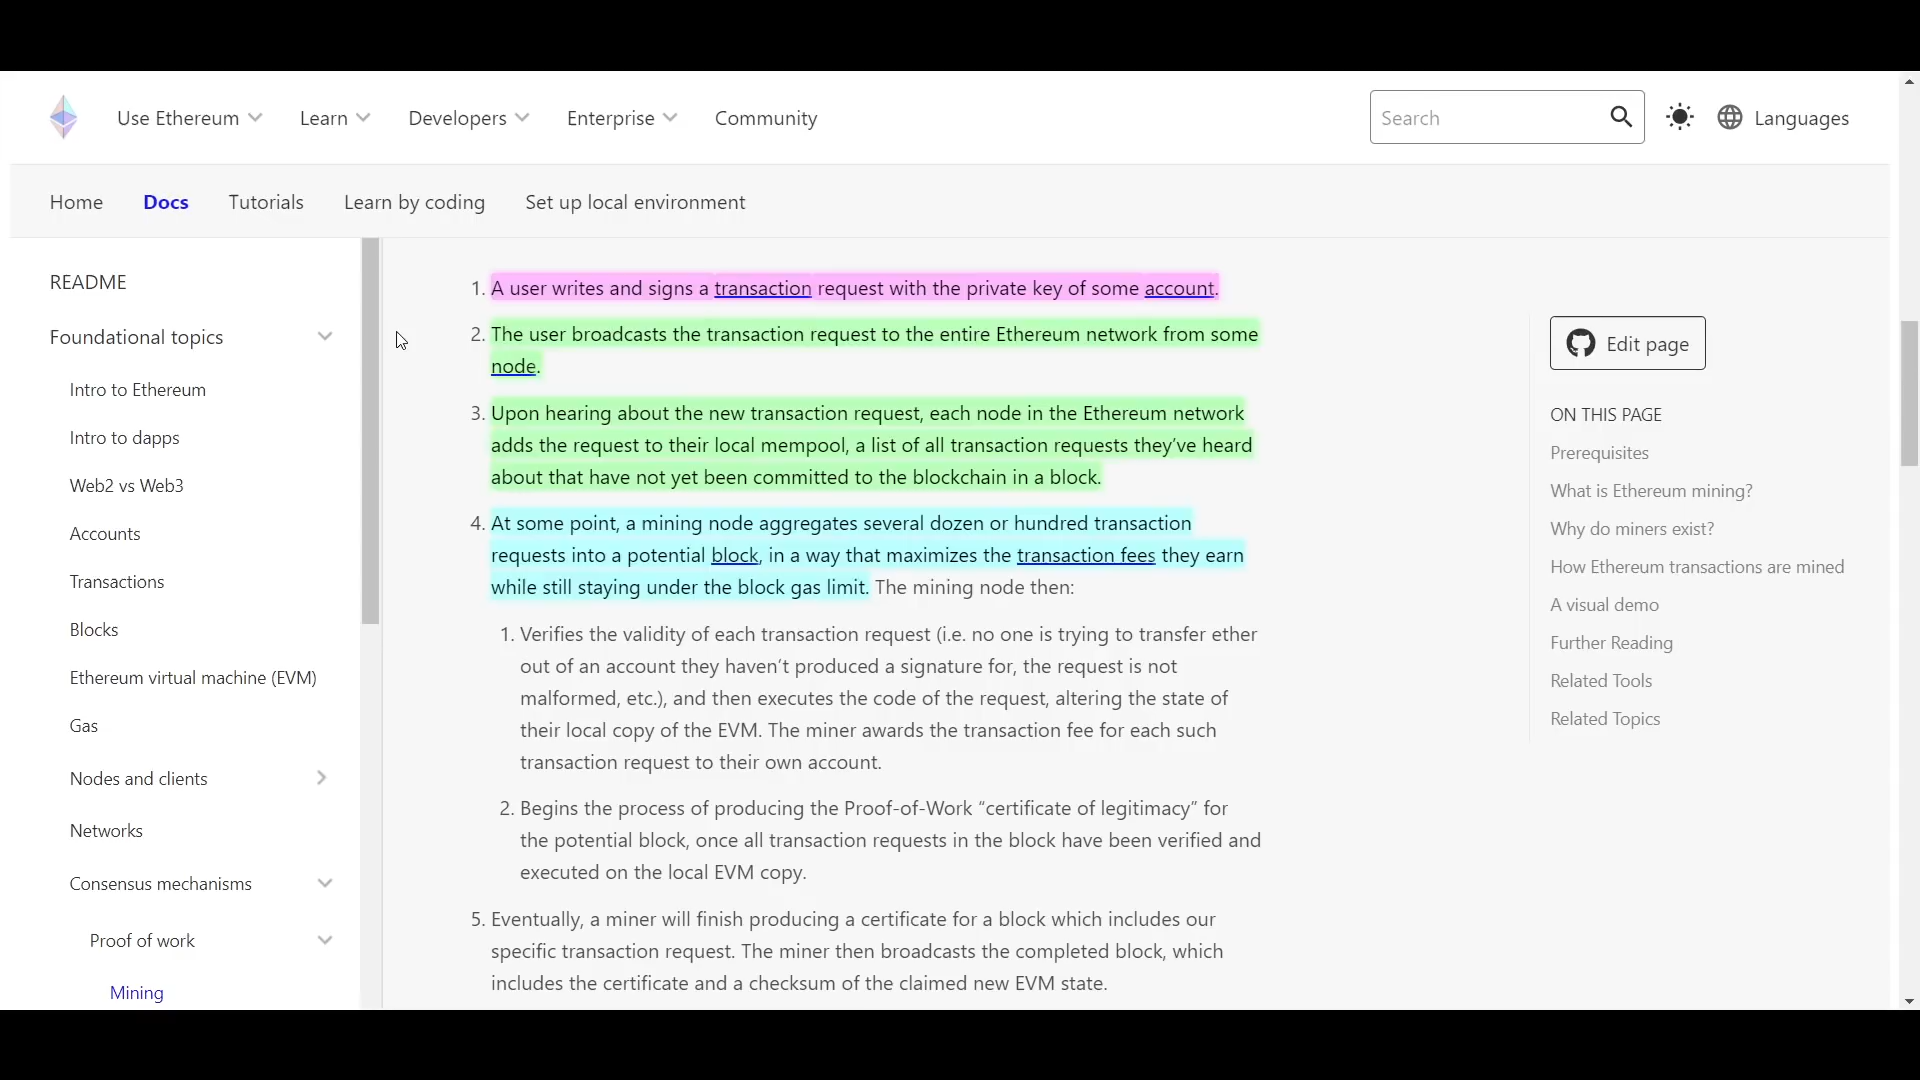 Use Ethereum
Learn
Developers
Enterprise
Community
Search
Languages
Home
Docs
Tutorials
Learn by coding
Set up local environment
README
Foundational topics
Intro to Ethereum
Intro to dapps
Web2 vs Web3
Accounts
Transactions
Blocks
Ethereum virtual machine (EVM)
Gas
Nodes and clients
Networks
Consensus mechanisms
Proof of work
Mining
1. A user writes and signs a transaction request with the private key of some account.
2. The user broadcasts the transaction request to the entire Ethereum network from some
node.
3. Upon hearing about the new transaction request, each node in the Ethereum network
adds the request to their local mempool, a list of all transaction requests they’ve heard
about that have not yet been committed to the blockchain in a block.
4. At some point, a mining node aggregates several dozen or hundred transaction
requests into a potential block, in a way that maximizes the transaction fees they earn
while still staying under the block gas limit. The mining node then:
1. Verifies the validity of each transaction request (i.e. no one is trying to transfer ether
out of an account they haven’t produced a signature for, the request is not
malformed, etc.), and then executes the code of the request, altering the state of
their local copy of the EVM. The miner awards the transaction fee for each such
transaction request to their own account.
2. Begins the process of producing the Proof-of-Work “certificate of legitimacy” for
the potential block, once all transaction requests in the block have been verified and
executed on the local EVM copy.
5. Eventually, a miner will finish producing a certificate for a block which includes our
specific transaction request. The miner then broadcasts the completed block, which
includes the certificate and a checksum of the claimed new EVM state.
Edit page
ON THIS PAGE
Prerequisites
What is Ethereum mining?
Why do miners exist?
How Ethereum transactions are mined
A visual demo
Further Reading
Related Tools
Related Topics